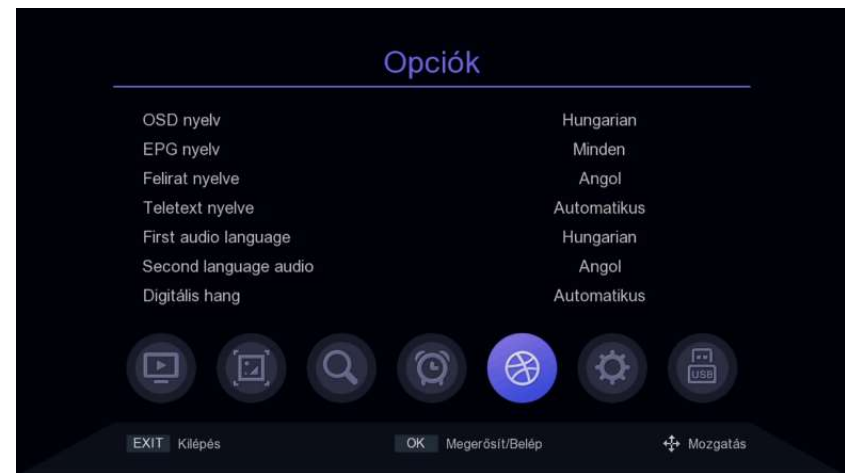 Opciók
OSD nyelv Hungarian
EPG nyelv Minden
Felirat nyelve Angol
Teletext nyelve Automatikus
First audio language Hungarian
Second language audio Angol
Digitális hang Automatikus
USB
EXIT Kilépés OK Megerősít/Belép Mozgatás